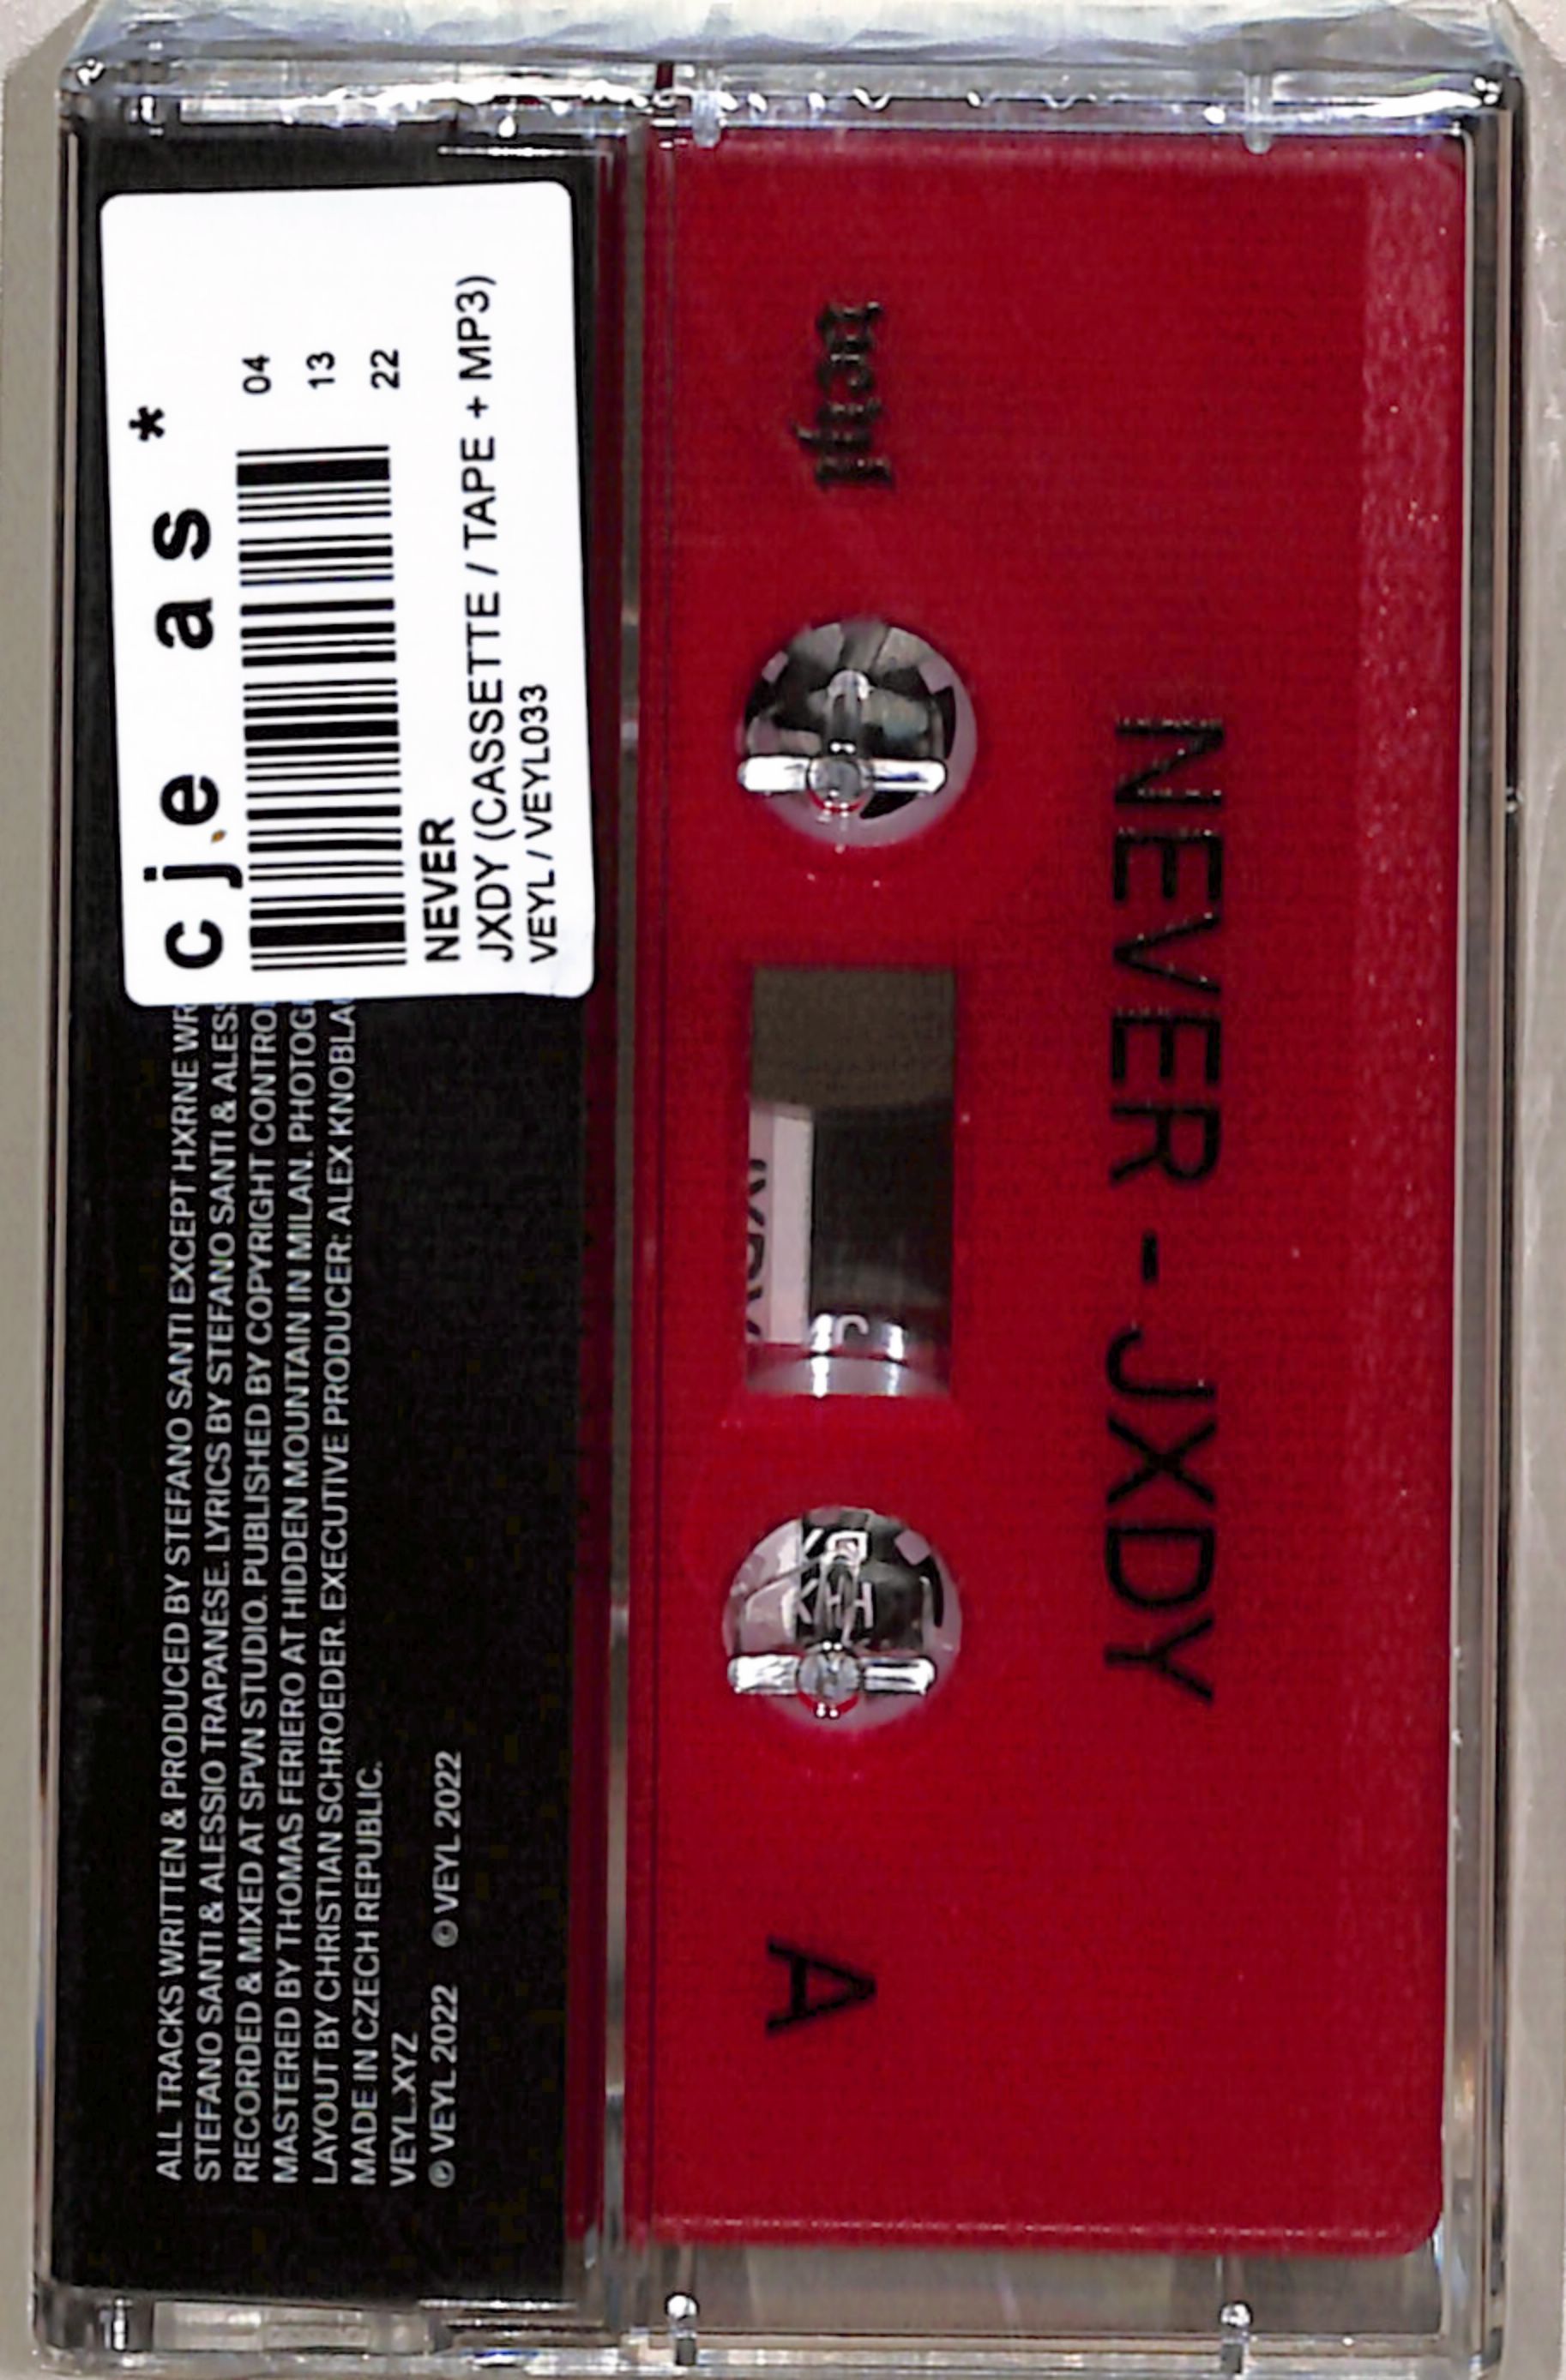 c j e a s *
04
13
22
NEVER
JXDY (CASSETTE / TAPE + MP3)
VEYL / VEYL033
ALL TRACKS WRITTEN & PRODUCED BY STEFANO SANTI EXCEPT HXRNE WR
STEFANO SANTI & ALESSIO TRAPANESE. LYRICS BY STEFANO SANTI & ALESS
RECORDED & MIXED AT SPVN STUDIO. PUBLISHED BY COPYRIGHT CONTRO
MASTERED BY THOMAS FERIERO AT HIDDEN MOUNTAIN IN MILAN. PHOTOG
LAYOUT BY CHRISTIAN SCHROEDER. EXECUTIVE PRODUCER: ALEX KNOBLA
MADE IN CZECH REPUBLIC.
VEYL.XYZ
℗ VEYL 2022 © VEYL 2022
veyl
NEVER - JXDY
A
JXDY